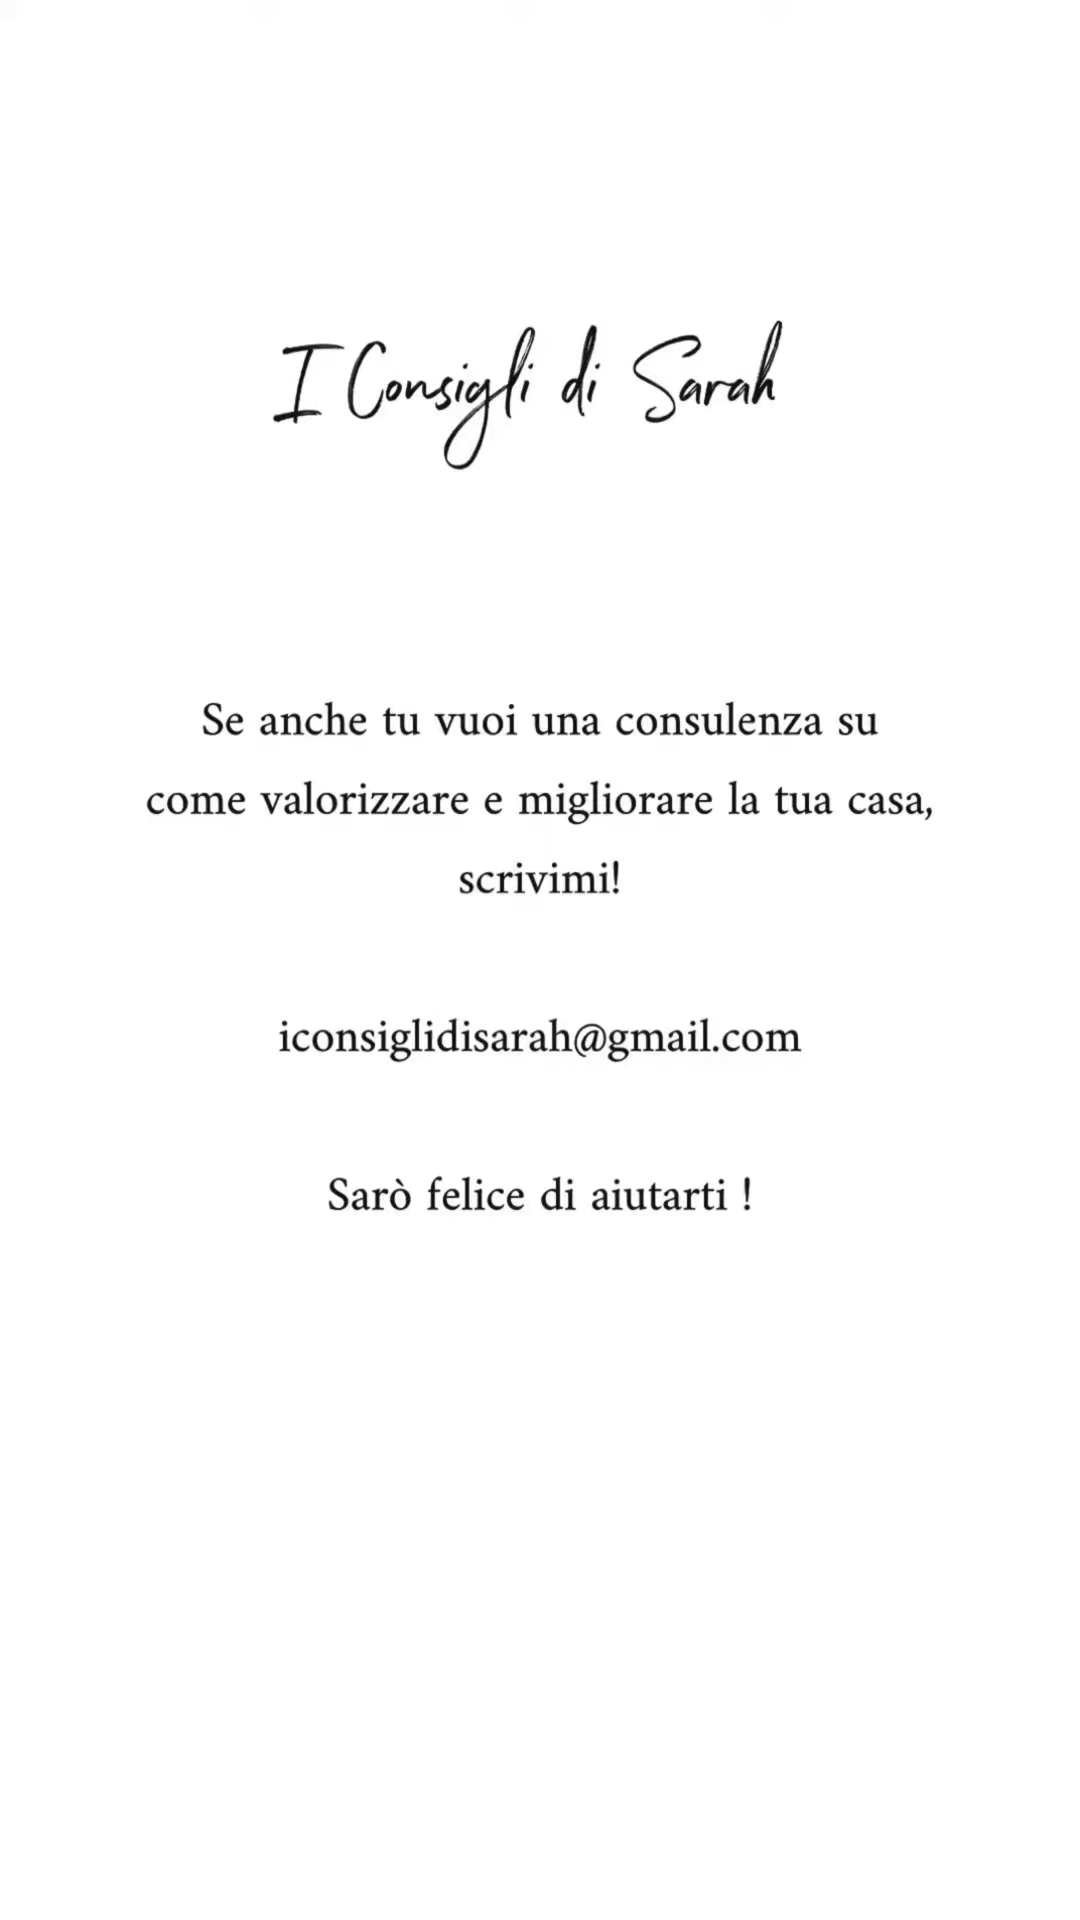 I Consigli di Sarah
Se anche tu vuoi una consulenza su
come valorizzare e migliorare la tua casa,
scrivimi!
iconsiglidisarah@gmail.com
Sarò felice di aiutarti !